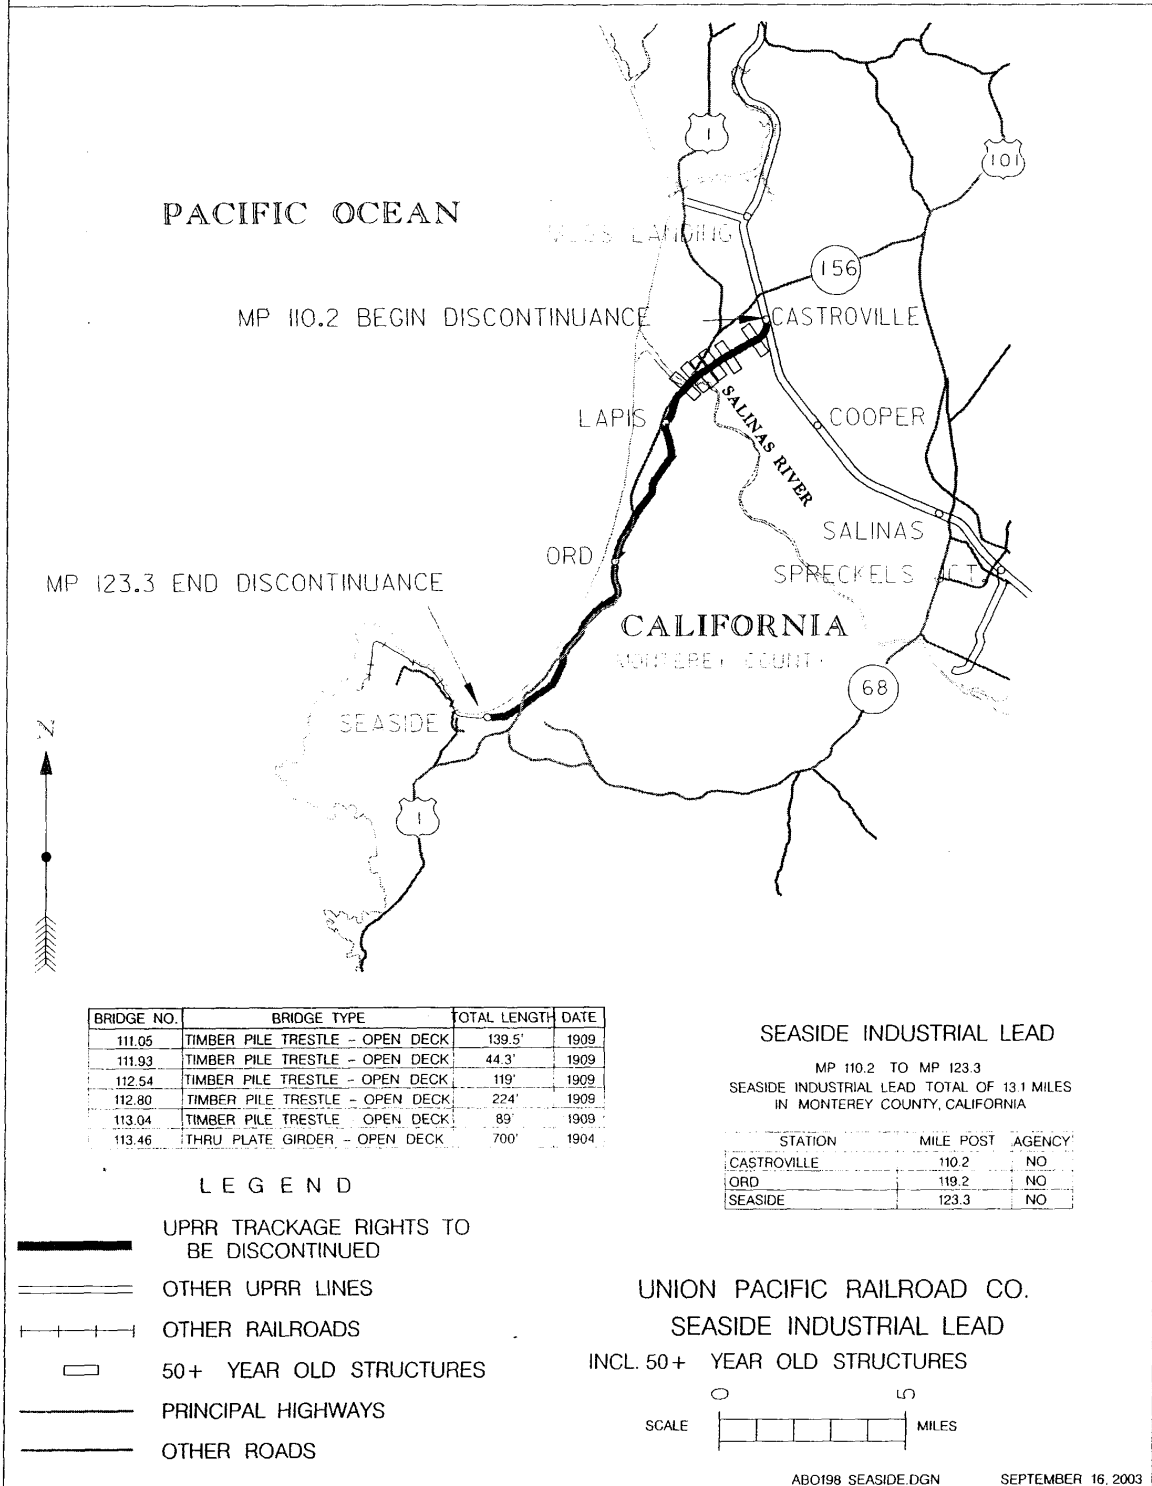 1
101
PACIFIC OCEAN
LANDING
156
MP 110.2 BEGIN DISCONTINUANCE
CASTROVILLE
LAPIS
SALINAS RIVER
COOPER
SALINAS
ORD
SPRECKELS JCT.
MP 123.3 END DISCONTINUANCE
CALIFORNIA
MONTEREY COUNTY
68
SEASIDE
N
1
BRIDGE NO. BRIDGE TYPE TOTAL LENGTH DATE
111.05 TIMBER PILE TRESTLE - OPEN DECK 139.5' 1909
111.93 TIMBER PILE TRESTLE - OPEN DECK 44.3' 1909
112.54 TIMBER PILE TRESTLE - OPEN DECK 119' 1909
112.80 TIMBER PILE TRESTLE - OPEN DECK 224' 1909
113.04 TIMBER PILE TRESTLE OPEN DECK 89' 1909
113.46 THRU PLATE GIRDER - OPEN DECK 700' 1904
SEASIDE INDUSTRIAL LEAD
MP 110.2 TO MP 123.3
SEASIDE INDUSTRIAL LEAD TOTAL OF 13.1 MILES
IN MONTEREY COUNTY, CALIFORNIA
STATION MILE POST AGENCY
CASTROVILLE 110.2 NO
ORD 119.2 NO
SEASIDE 123.3 NO
LEGEND
UPRR TRACKAGE RIGHTS TO
BE DISCONTINUED
OTHER UPRR LINES
OTHER RAILROADS
50+ YEAR OLD STRUCTURES
PRINCIPAL HIGHWAYS
OTHER ROADS
UNION PACIFIC RAILROAD CO.
SEASIDE INDUSTRIAL LEAD
INCL. 50+ YEAR OLD STRUCTURES
0 5
SCALE MILES
ABO198 SEASIDE.DGN SEPTEMBER 16, 2003